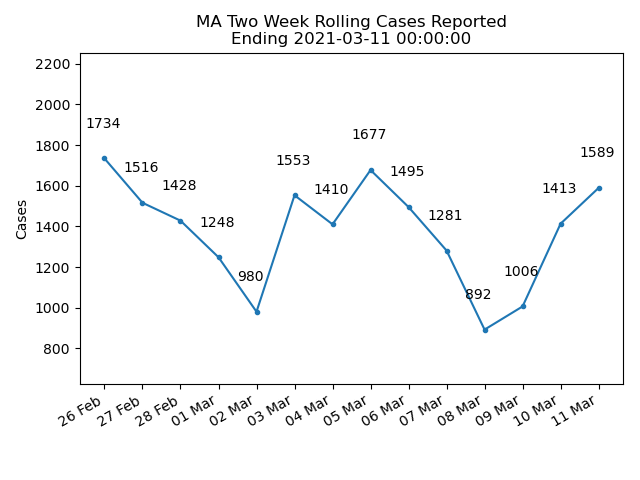 MA Two Week Rolling Cases Reported
Ending 2021-03-11 00:00:00
Cases
2200
2000
1800
1600
1400
1200
1000
800
1734
1516
1428
1248
980
1553
1410
1677
1495
1281
892
1006
1413
1589
26 Feb
27 Feb
28 Feb
01 Mar
02 Mar
03 Mar
04 Mar
05 Mar
06 Mar
07 Mar
08 Mar
09 Mar
10 Mar
11 Mar